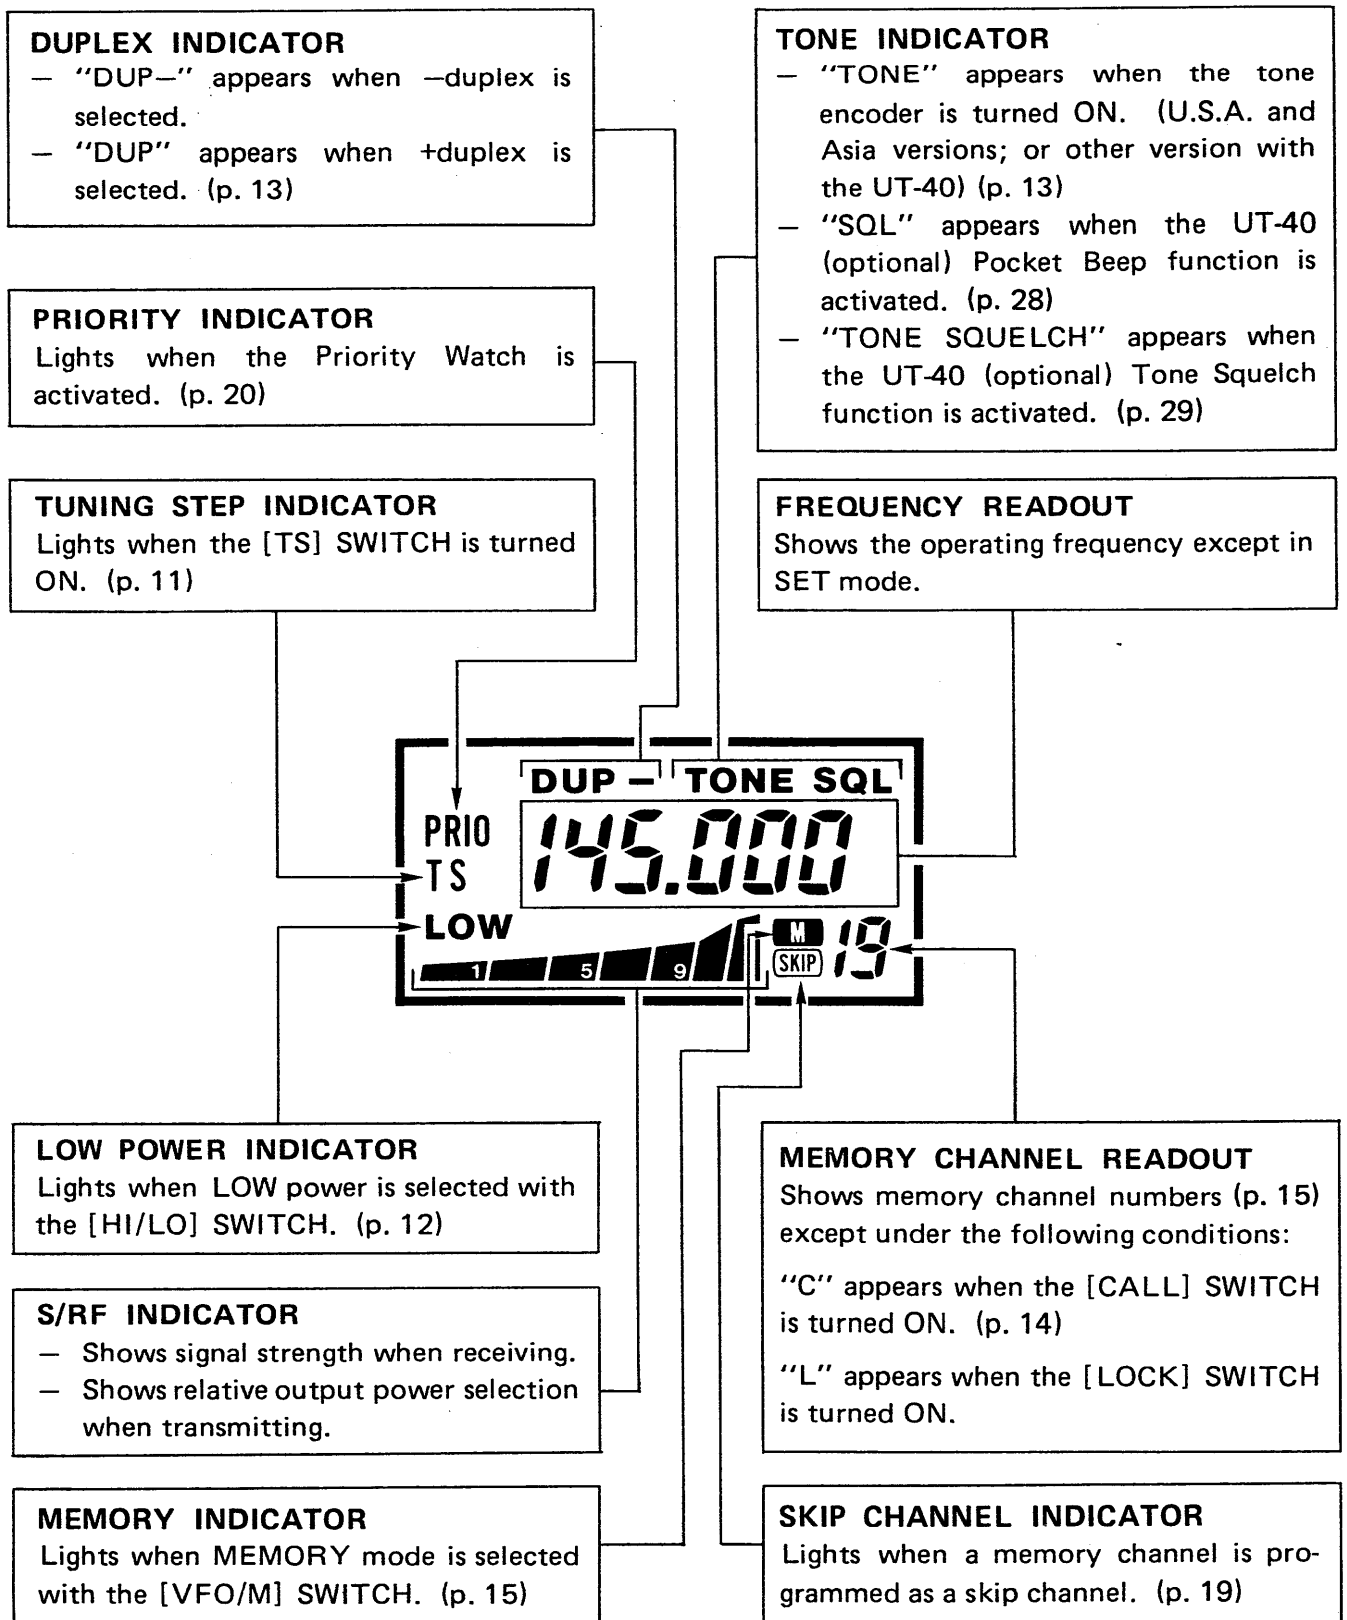 DUPLEX INDICATOR
— "DUP—" appears when —duplex is
selected.
— "DUP" appears when +duplex is
selected. (p. 13)
PRIORITY INDICATOR
Lights when the Priority Watch is
activated. (p. 20)
TUNING STEP INDICATOR
Lights when the [TS] SWITCH is turned
ON. (p. 11)
TONE INDICATOR
— "TONE" appears when the tone
encoder is turned ON. (U.S.A. and
Asia versions; or other version with
the UT-40) (p. 13)
— "SQL" appears when the UT-40
(optional) Pocket Beep function is
activated. (p. 28)
— "TONE SQUELCH" appears when
the UT-40 (optional) Tone Squelch
function is activated. (p. 29)
FREQUENCY READOUT
Shows the operating frequency except in
SET mode.
DUP — TONE SQL
PRIO 145.000
TS
LOW
1 5 9
M 19
SKIP
LOW POWER INDICATOR
Lights when LOW power is selected with
the [HI/LO] SWITCH. (p. 12)
S/RF INDICATOR
— Shows signal strength when receiving.
— Shows relative output power selection
when transmitting.
MEMORY INDICATOR
Lights when MEMORY mode is selected
with the [VFO/M] SWITCH. (p. 15)
MEMORY CHANNEL READOUT
Shows memory channel numbers (p. 15)
except under the following conditions:
"C" appears when the [CALL] SWITCH
is turned ON. (p. 14)
"L" appears when the [LOCK] SWITCH
is turned ON.
SKIP CHANNEL INDICATOR
Lights when a memory channel is pro-
grammed as a skip channel. (p. 19)